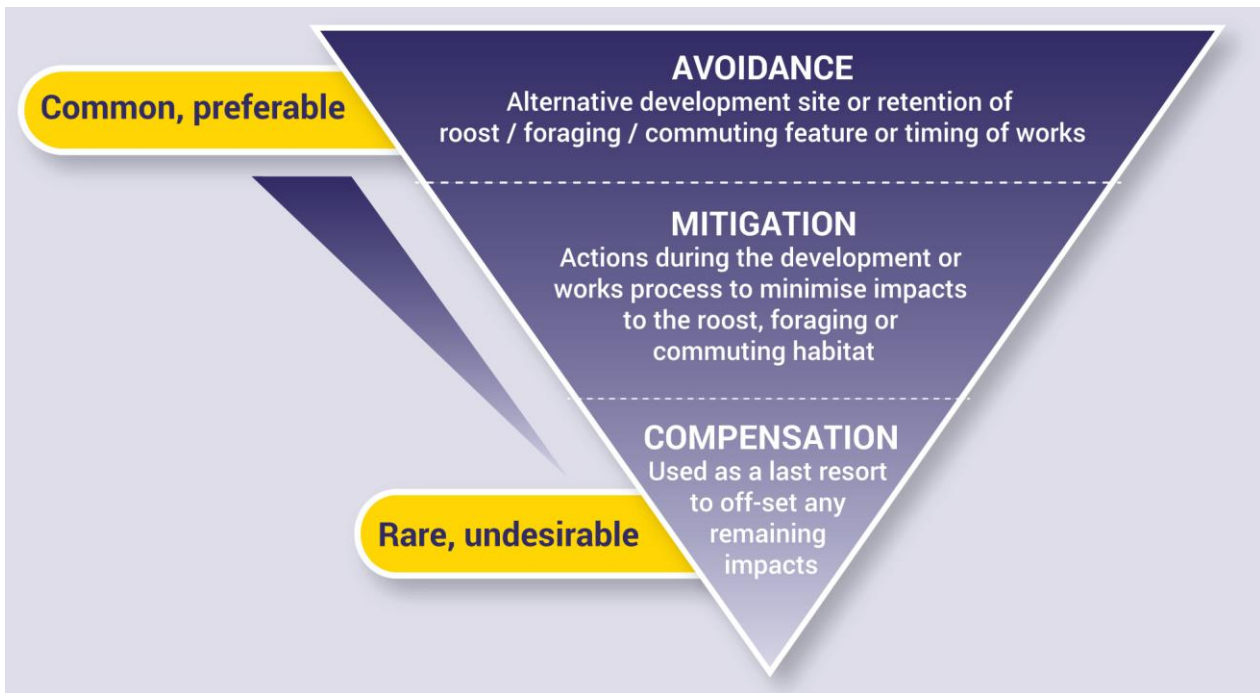 AVOIDANCE
Common, preferable
Alternative development site or retention of
roost / foraging / commuting feature or timing of works
MITIGATION
Actions during the development or
works process to minimise impacts
to the roost, foraging or
commuting habitat
COMPENSATION
Used as a last resort
to off-set any
remaining
impacts
Rare, undesirable